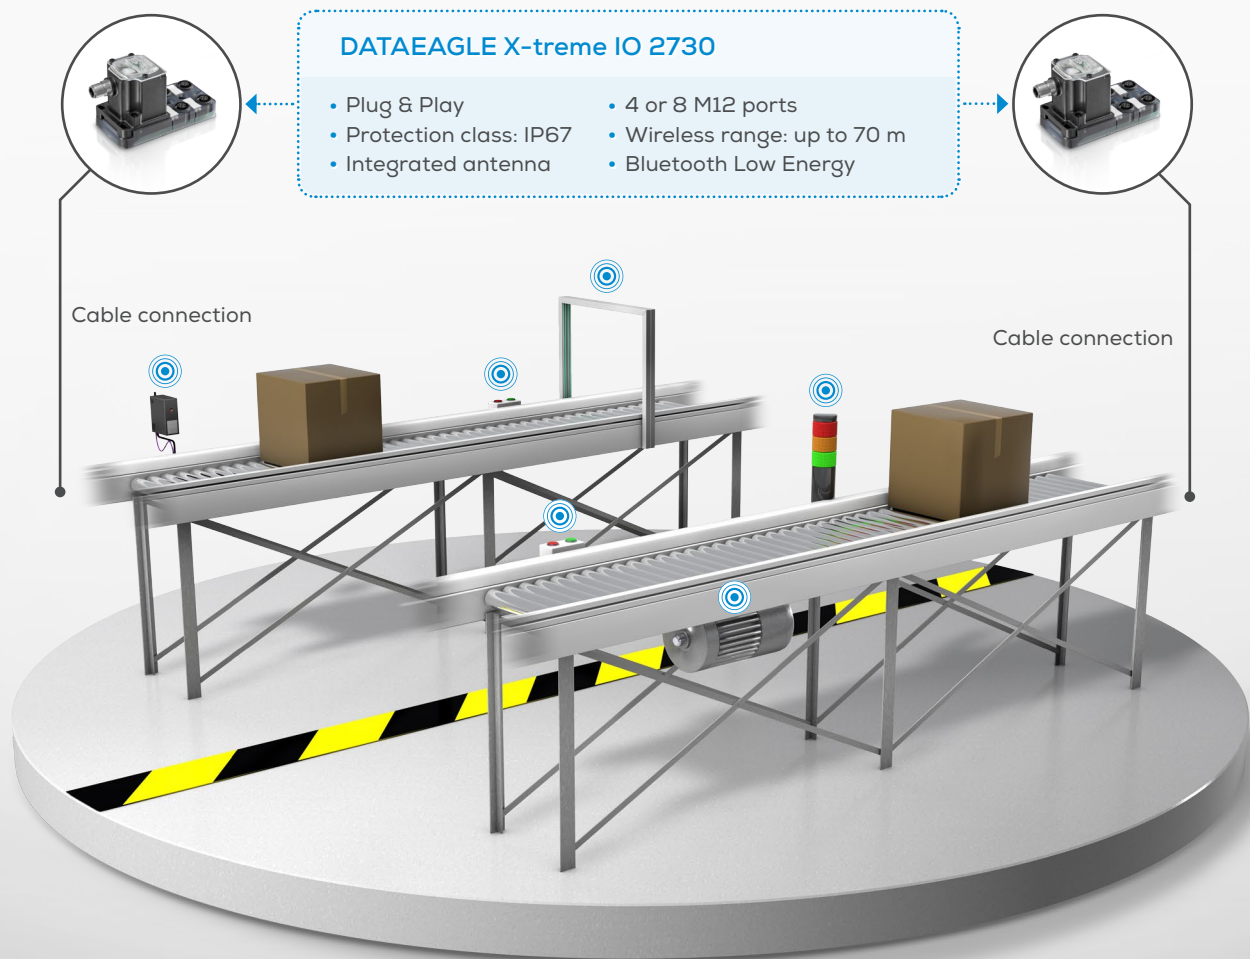 DATAEAGLE X-treme IO 2730
• Plug & Play
• Protection class: IP67
• Integrated antenna
• 4 or 8 M12 ports
• Wireless range: up to 70 m
• Bluetooth Low Energy
Cable connection
Cable connection